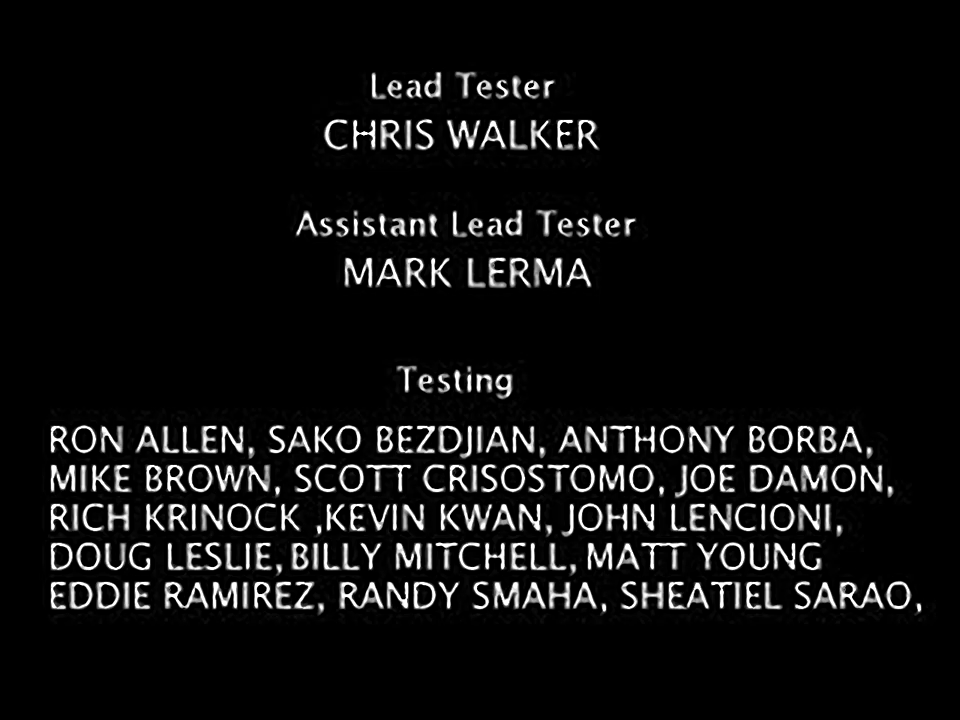 Lead Tester
CHRIS WALKER
Assistant Lead Tester
MARK LERMA
Testing
RON ALLEN, SAKO BEZDJIAN, ANTHONY BORBA,
MIKE BROWN, SCOTT CRISOSTOMO, JOE DAMON,
RICH KRINOCK ,KEVIN KWAN, JOHN LENCIONI,
DOUG LESLIE, BILLY MITCHELL, MATT YOUNG
EDDIE RAMIREZ, RANDY SMAHA, SHEATIEL SARAO,